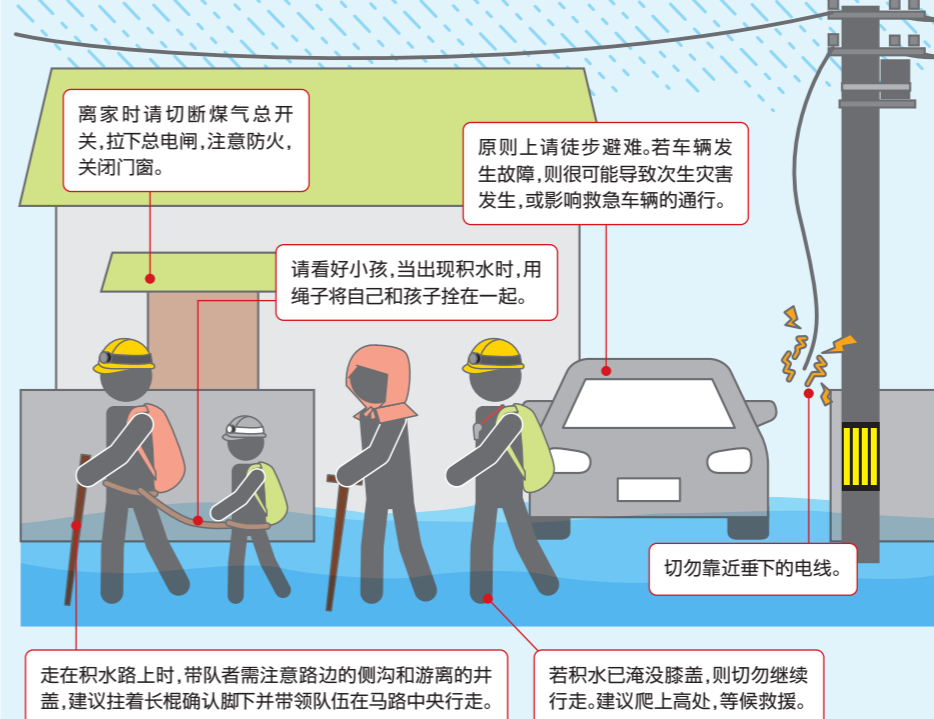 离家时请切断煤气总开
关,拉下总电闸,注意防火,
关闭门窗。
原则上请徒步避难。若车辆发
生故障,则很可能导致次生灾害
发生,或影响救急车辆的通行。
请看好小孩,当出现积水时,用
绳子将自己和孩子拴在一起。
切勿靠近垂下的电线。
走在积水路上时,带队者需注意路边的侧沟和游离的井
盖,建议拄着长棍确认脚下并带领队伍在马路中央行走。
若积水已淹没膝盖,则切勿继续
行走。建议爬上高处,等候救援。